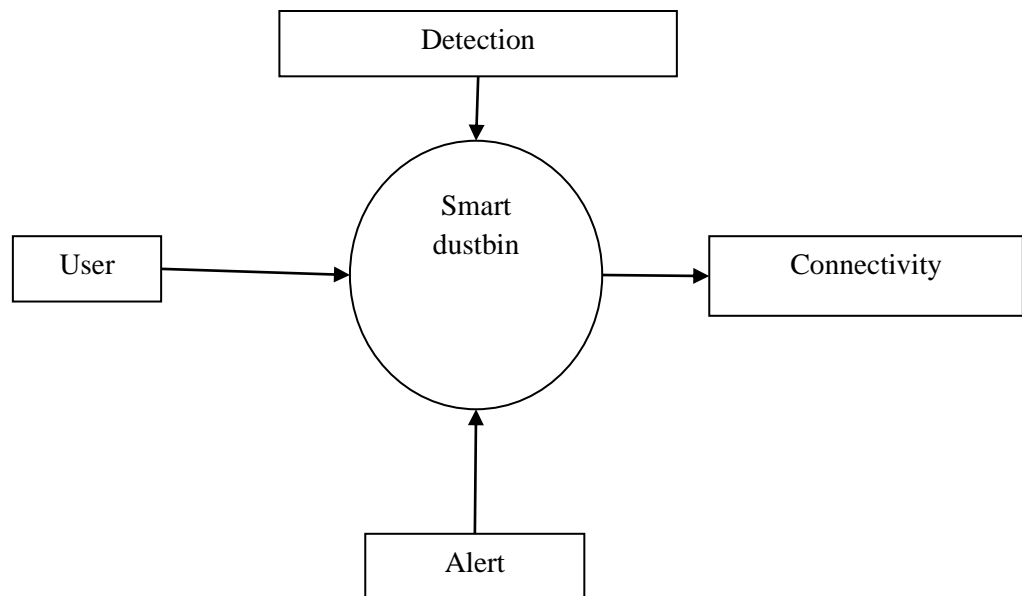 Detection
Smart
dustbin
User
Connectivity
Alert